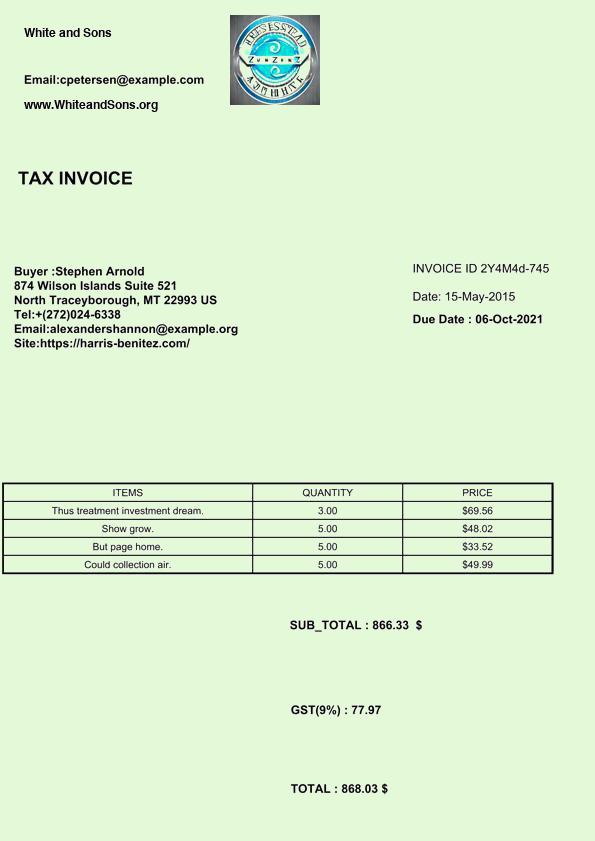 White and Sons
Email:cpetersen@example.com
www.WhiteandSons.org
TAX INVOICE
Buyer :Stephen Arnold
874 Wilson Islands Suite 521
North Traceyborough, MT 22993 US
Tel:+(272)024-6338
Email:alexandershannon@example.org
Site:https://harris-benitez.com/
INVOICE ID 2Y4M4d-745
Date: 15-May-2015
Due Date : 06-Oct-2021
ITEMS QUANTITY PRICE
Thus treatment investment dream. 3.00 $69.56
Show grow. 5.00 $48.02
But page home. 5.00 $33.52
Could collection air. 5.00 $49.99
SUB_TOTAL : 866.33 $
GST(9%) : 77.97
TOTAL : 868.03 $